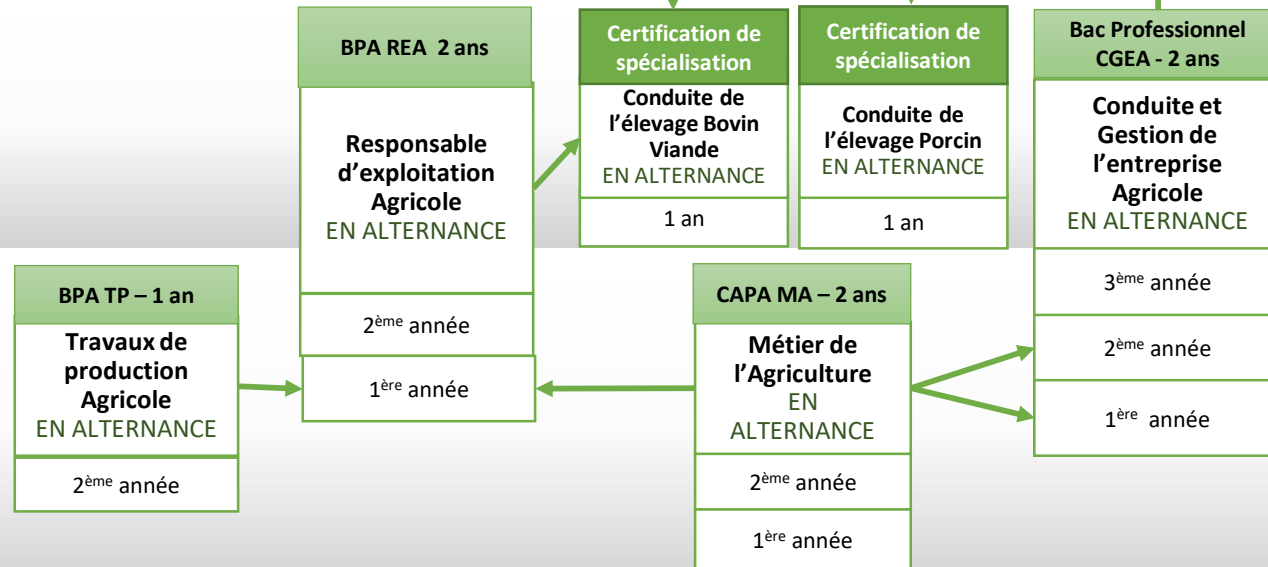 BPA REA 2 ans
Responsable
d’exploitation
Agricole
EN ALTERNANCE
2ème année
1ère année
Certification de
spécialisation
Conduite de
l’élevage Bovin
Viande
EN ALTERNANCE
1 an
Certification de
spécialisation
Conduite de
l’élevage Porcin
EN ALTERNANCE
1 an
Bac Professionnel
CGEA - 2 ans
Conduite et
Gestion de
l’entreprise
Agricole
EN ALTERNANCE
3ème année
2ème année
1ère année
BPA TP – 1 an
Travaux de
production
Agricole
EN ALTERNANCE
2ème année
CAPA MA – 2 ans
Métier de
l’Agriculture
EN
ALTERNANCE
2ème année
1ère année